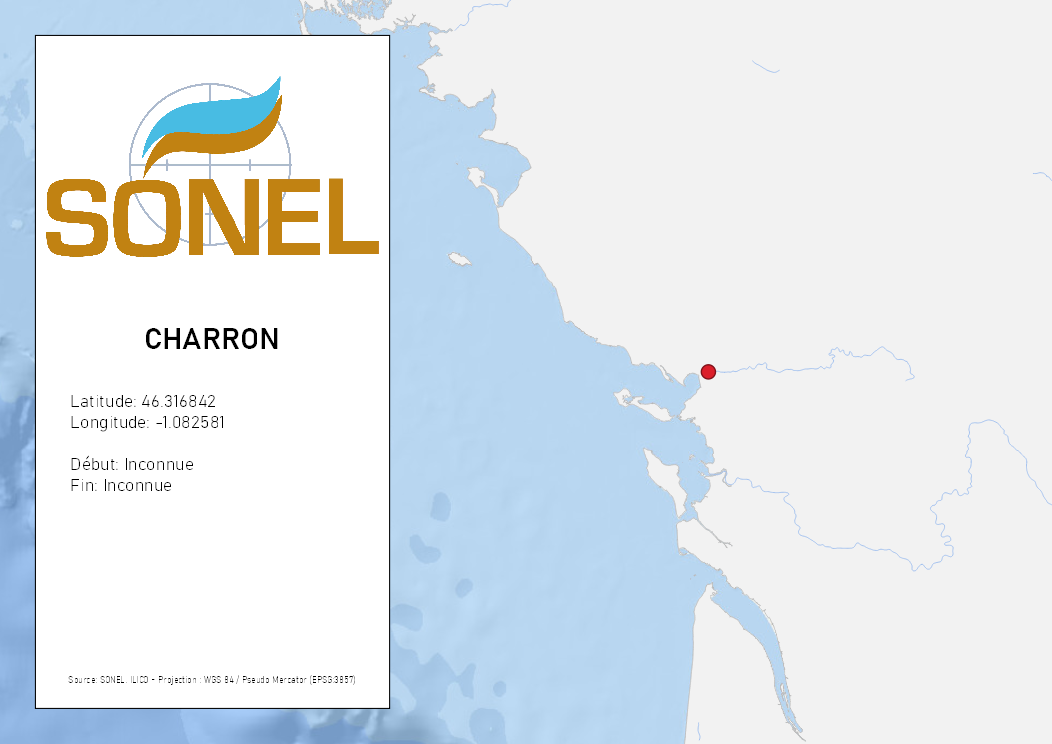 SONEL
CHARRON
Latitude: 46.316842
Longitude: -1.082581
Début: Inconnue
Fin: Inconnue
Source: SONEL, ILICO - Projection : WGS 84 / Pseudo Mercator (EPSG:3857)